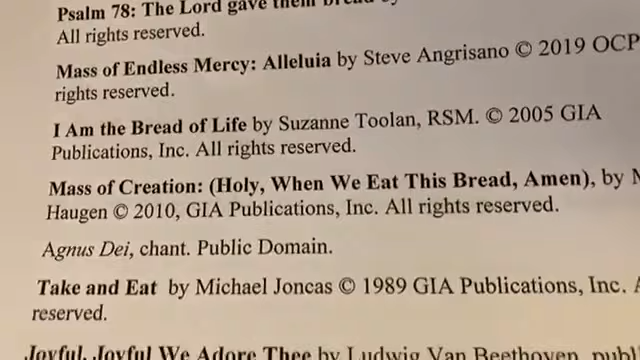 Psalm 78: The Lord gave them bread
All rights reserved.
Mass of Endless Mercy: Alleluia by Steve Angrisano © 2019 OCP
rights reserved.
I Am the Bread of Life by Suzanne Toolan, RSM. © 2005 GIA
Publications, Inc. All rights reserved.
Mass of Creation: (Holy, When We Eat This Bread, Amen), by
Haugen © 2010, GIA Publications, Inc. All rights reserved.
Agnus Dei, chant. Public Domain.
Take and Eat by Michael Joncas © 1989 GIA Publications, Inc.
reserved.
Joyful, Joyful We Adore Thee by Ludwig Van Beethoven, publ